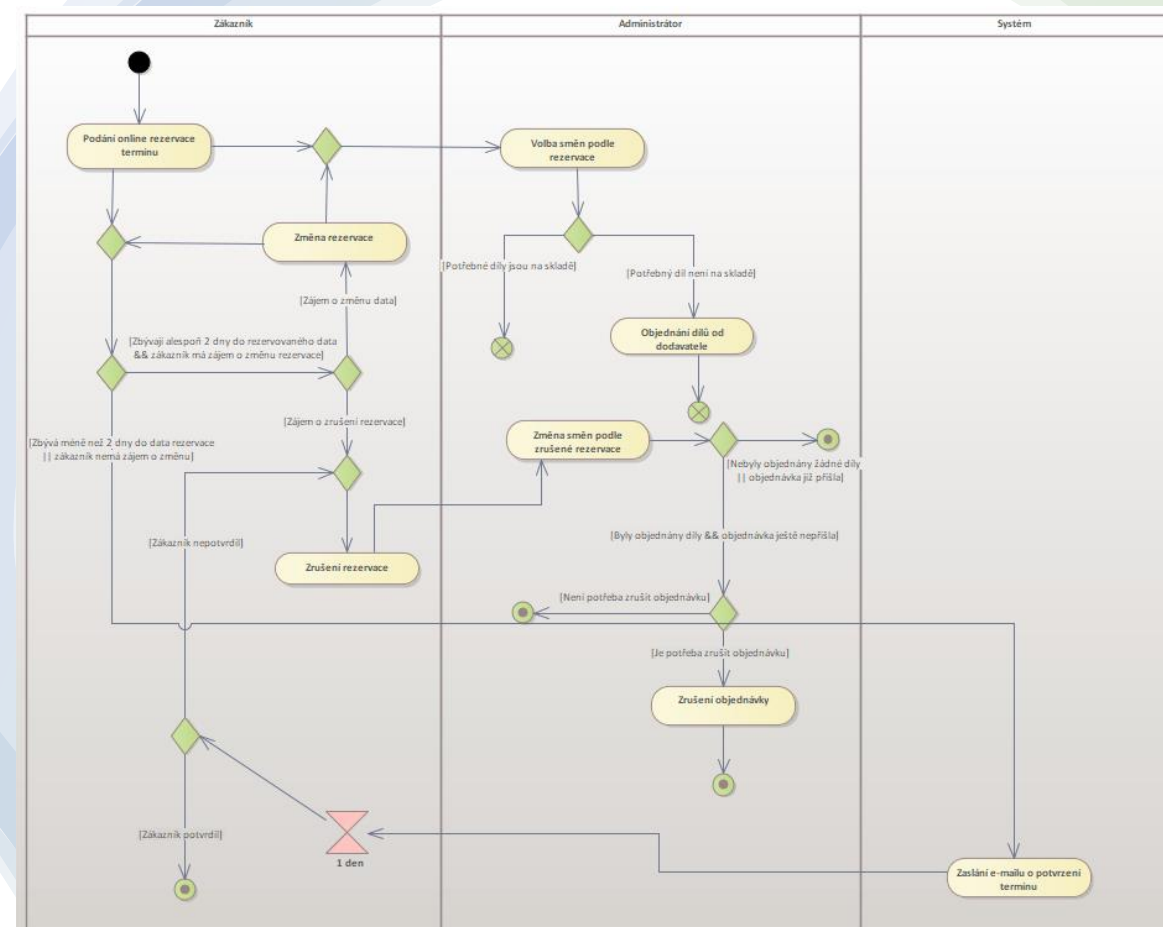 Zákazník
Administrátor
Systém
Podání online rezervace
termínu
Volba směn podle
rezervace
Změna rezervace
[Potřebné díly jsou na skladě]
[Potřebný díl není na skladě]
[Zájem o změnu data]
[Zbývají alespoň 2 dny do rezervovaného data
&& zákazník má zájem o změnu rezervace]
Objednání dílů od
dodavatele
[Zájem o zrušení rezervace]
[Zbývá méně než 2 dny do data rezervace
|| zákazník nemá zájem o změnu]
Změna směn podle
zrušené rezervace
[Nebyly objednány žádné díly
|| objednávka již přišla]
[Zákazník nepotvrdil]
[Byly objednány díly && objednávka ještě nepřišla]
Zrušení rezervace
[Není potřeba zrušit objednávku]
[Je potřeba zrušit objednávku]
Zrušení objednávky
[Zákazník potvrdil]
1 den
Zaslání e-mailu o potvrzení
termínu